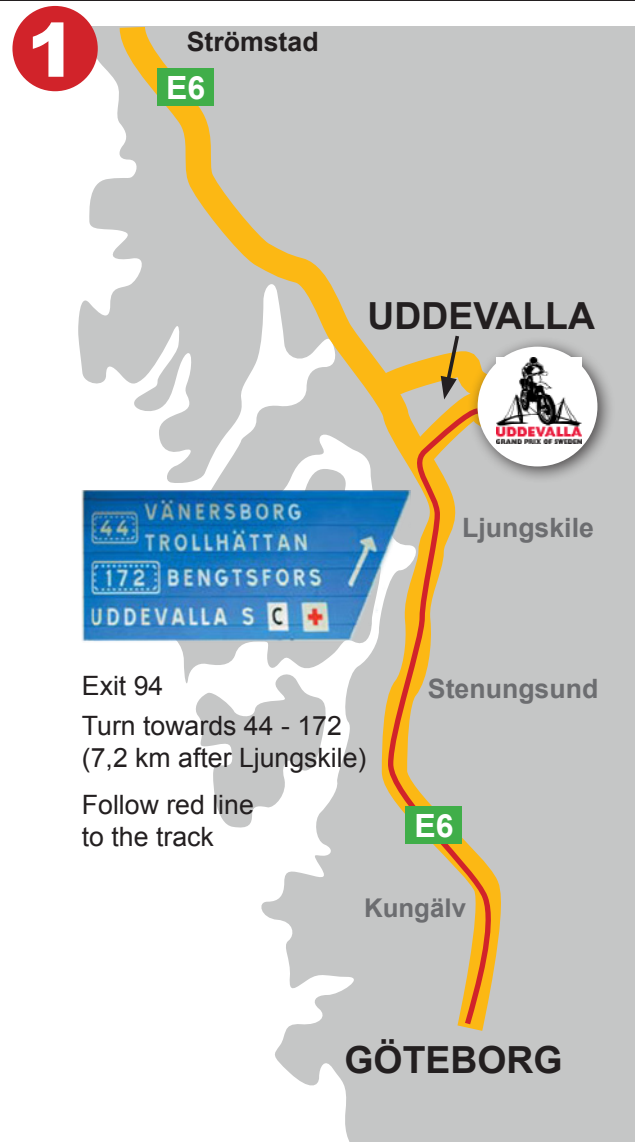 1
Strömstad
E6
UDDEVALLA
UDDEVALLA
GRAND PRIX OF SWEDEN
44 VÄNERSBORG
TROLLHÄTTAN
172 BENGTSFORS
UDDEVALLA S C
Ljungskile
Exit 94
Turn towards 44 - 172
(7,2 km after Ljungskile)
Follow red line
to the track
Stenungsund
E6
Kungälv
GÖTEBORG